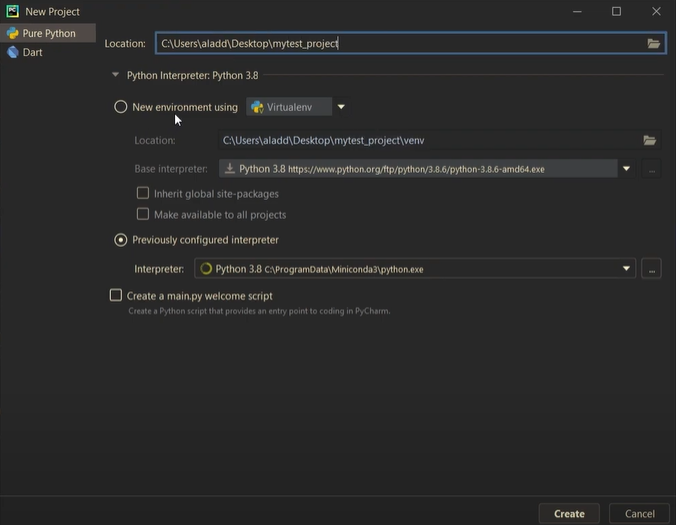 PC New Project
Pure Python
Dart
Location: C:\Users\aladd\Desktop\mytest_project
Python Interpreter: Python 3.8
New environment using Virtualenv
Location: C:\Users\aladd\Desktop\mytest_project\venv
Base interpreter: Python 3.8 https://www.python.org/ftp/python/3.8.6/python-3.8.6-amd64.exe ...
Inherit global site-packages
Make available to all projects
Previously configured interpreter
Interpreter: Python 3.8 C:\ProgramData\Miniconda3\python.exe ...
Create a main.py welcome script
Create a Python script that provides an entry point to coding in PyCharm.
Create Cancel